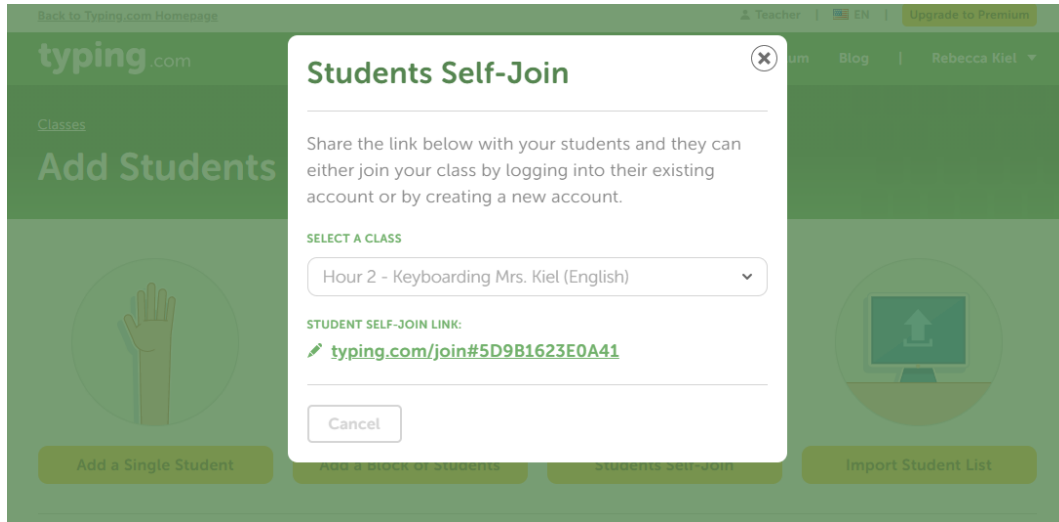 Back to Typing.com Homepage
Teacher | EN | Upgrade to Premium
typing.com
um Blog | Rebecca Kiel
Classes
Add Students
Students Self-Join
Share the link below with your students and they can
either join your class by logging into their existing
account or by creating a new account.
SELECT A CLASS
Hour 2 - Keyboarding Mrs. Kiel (English)
STUDENT SELF-JOIN LINK:
typing.com/join#5D9B1623E0A41
Cancel
Add a Single Student
Add a Block of Students
Students Self-Join
Import Student List